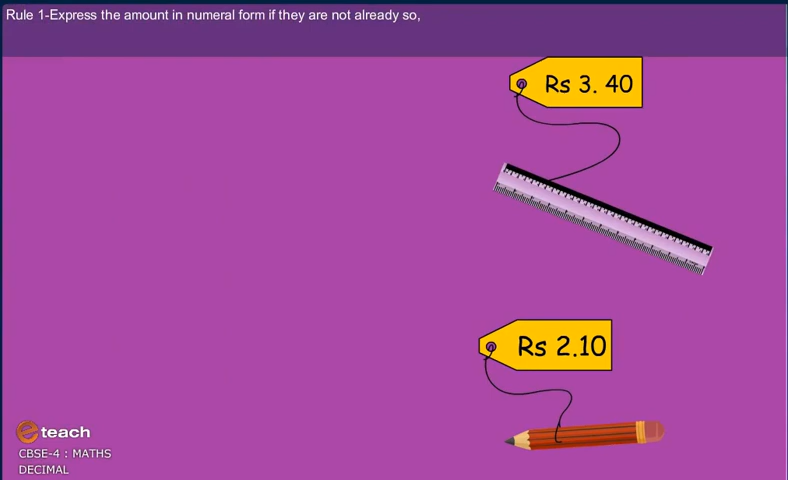 Rule 1-Express the amount in numeral form if they are not already so,
Rs 3. 40
Rs 2.10
e teach
CBSE-4 : MATHS
DECIMAL